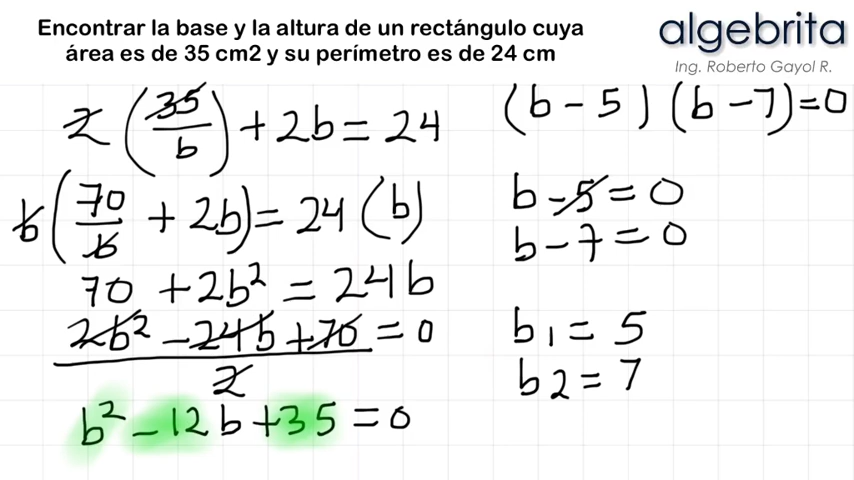 Encontrar la base y la altura de un rectángulo cuya
área es de 35 cm2 y su perímetro es de 24 cm
algebrita
Ing. Roberto Gayol R.
2(35/b) + 2b = 24
b(70/b + 2b) = 24(b)
70 + 2b² = 24b
2b² - 24b + 70 = 0
2
b² - 12b + 35 = 0
(b - 5)(b - 7) = 0
b - 5 = 0
b - 7 = 0
b1 = 5
b2 = 7